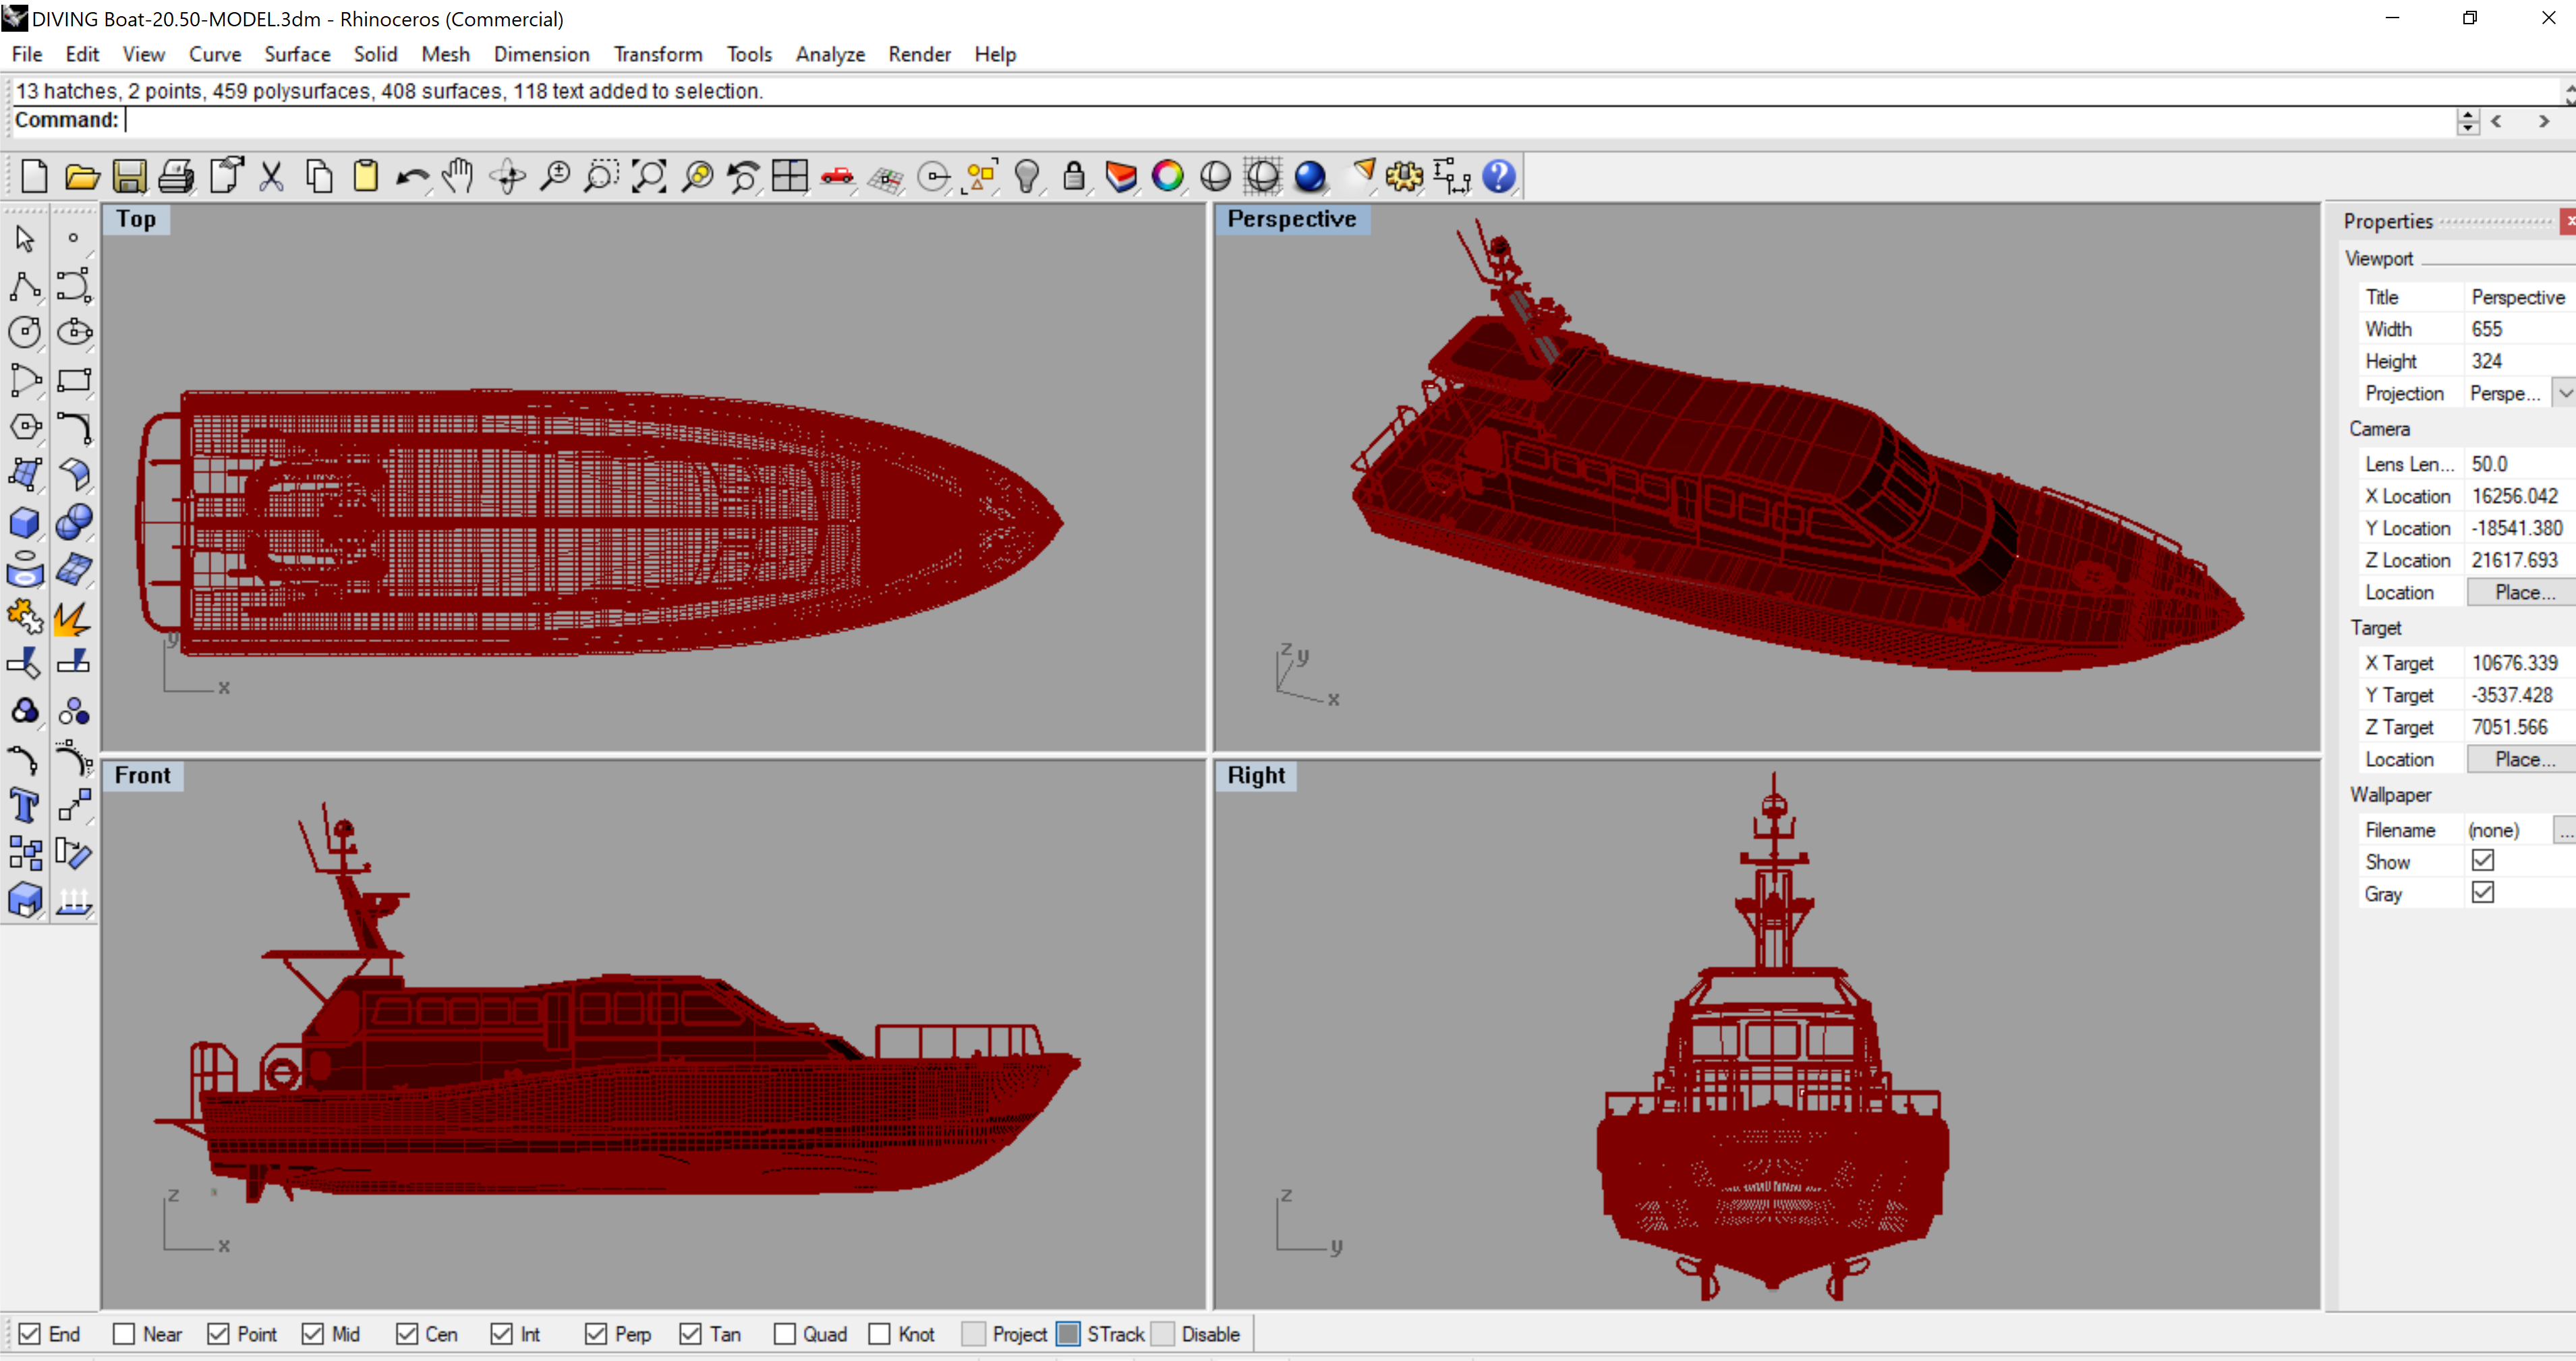 DIVING Boat-20.50-MODEL.3dm - Rhinoceros (Commercial)
File Edit View Curve Surface Solid Mesh Dimension Transform Tools Analyze Render Help
13 hatches, 2 points, 459 polysurfaces, 408 surfaces, 118 text added to selection.
Command:
Top
y
x
Perspective
z y
x
Front
z
x
Right
z
y
Properties
Viewport
Title Perspective
Width 655
Height 324
Projection Perspe...
Camera
Lens Len... 50.0
X Location 16256.042
Y Location -18541.380
Z Location 21617.693
Location Place...
Target
X Target 10676.339
Y Target -3537.428
Z Target 7051.566
Location Place...
Wallpaper
Filename (none) ...
Show
Gray
End Near Point Mid Cen Int Perp Tan Quad Knot Project STrack Disable